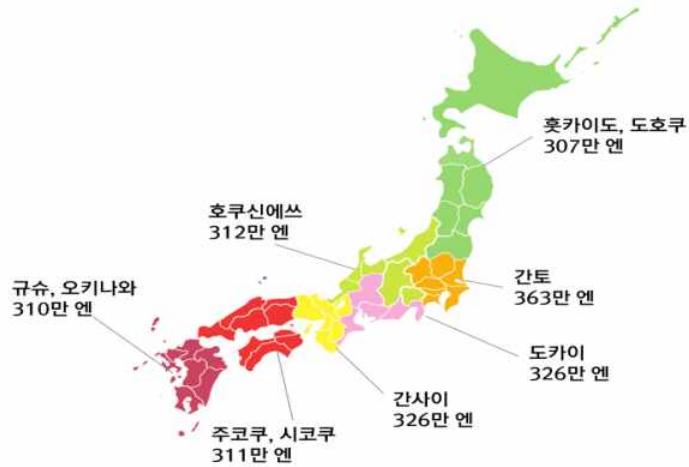 홋카이도, 도호쿠
307만 엔
호쿠신에쓰
312만 엔
규슈, 오키나와
310만 엔
간토
363만 엔
도카이
326만 엔
간사이
326만 엔
주코쿠, 시코쿠
311만 엔